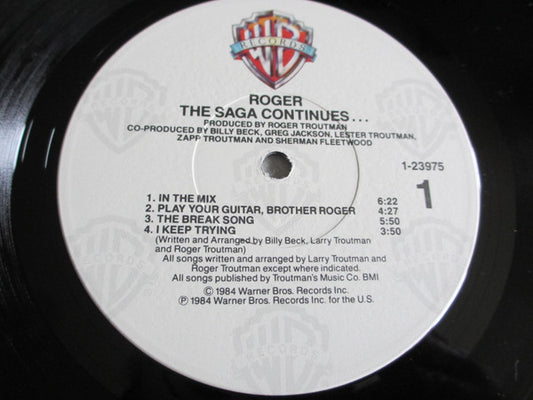 WB
RECORDS
ROGER
THE SAGA CONTINUES...
PRODUCED BY ROGER TROUTMAN
CO-PRODUCED BY BILLY BECK, GREG JACKSON, LESTER TROUTMAN,
ZAPP TROUTMAN AND SHERMAN FLEETWOOD
1-23975
1
1. IN THE MIX 6:22
2. PLAY YOUR GUITAR, BROTHER ROGER 4:27
3. THE BREAK SONG 5:50
4. I KEEP TRYING 3:50
(Written and Arranged by Billy Beck, Larry Troutman
and Roger Troutman)
All songs written and arranged by Larry Troutman and
Roger Troutman except where indicated.
All songs published by Troutman's Music Co. BMI
© 1984 Warner Bros. Records Inc.
℗ 1984 Warner Bros. Records Inc. for the U.S.
RECORDS